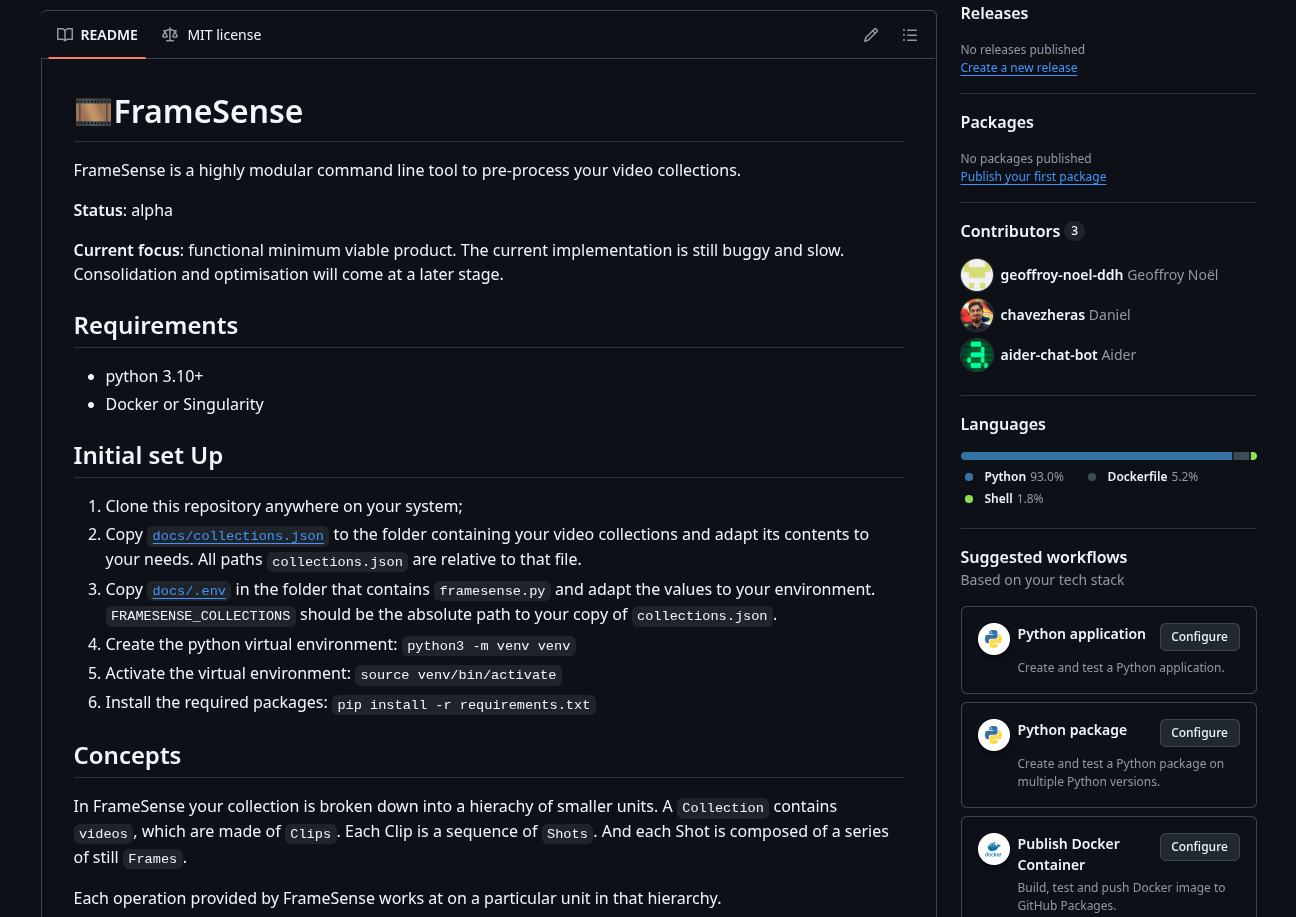 README
MIT license
FrameSense
FrameSense is a highly modular command line tool to pre-process your video collections.
Status: alpha
Current focus: functional minimum viable product. The current implementation is still buggy and slow.
Consolidation and optimisation will come at a later stage.
Requirements
• python 3.10+
• Docker or Singularity
Initial set Up
1. Clone this repository anywhere on your system;
2. Copy docs/collections.json to the folder containing your video collections and adapt its contents to
your needs. All paths collections.json are relative to that file.
3. Copy docs/.env in the folder that contains framesense.py and adapt the values to your environment.
FRAMESENSE_COLLECTIONS should be the absolute path to your copy of collections.json.
4. Create the python virtual environment: python3 -m venv venv
5. Activate the virtual environment: source venv/bin/activate
6. Install the required packages: pip install -r requirements.txt
Concepts
In FrameSense your collection is broken down into a hierachy of smaller units. A Collection contains
videos, which are made of Clips. Each Clip is a sequence of Shots. And each Shot is composed of a series
of still Frames.
Each operation provided by FrameSense works at on a particular unit in that hierarchy.
Releases
No releases published
Create a new release
Packages
No packages published
Publish your first package
Contributors 3
geoffroy-noel-ddh Geoffroy Noël
chavezheras Daniel
aider-chat-bot Aider
Languages
Python 93.0% Dockerfile 5.2%
Shell 1.8%
Suggested workflows
Based on your tech stack
Python application
Configure
Create and test a Python application.
Python package
Configure
Create and test a Python package on
multiple Python versions.
docker
Publish Docker
Container
Configure
Build, test and push Docker image to
GitHub Packages.